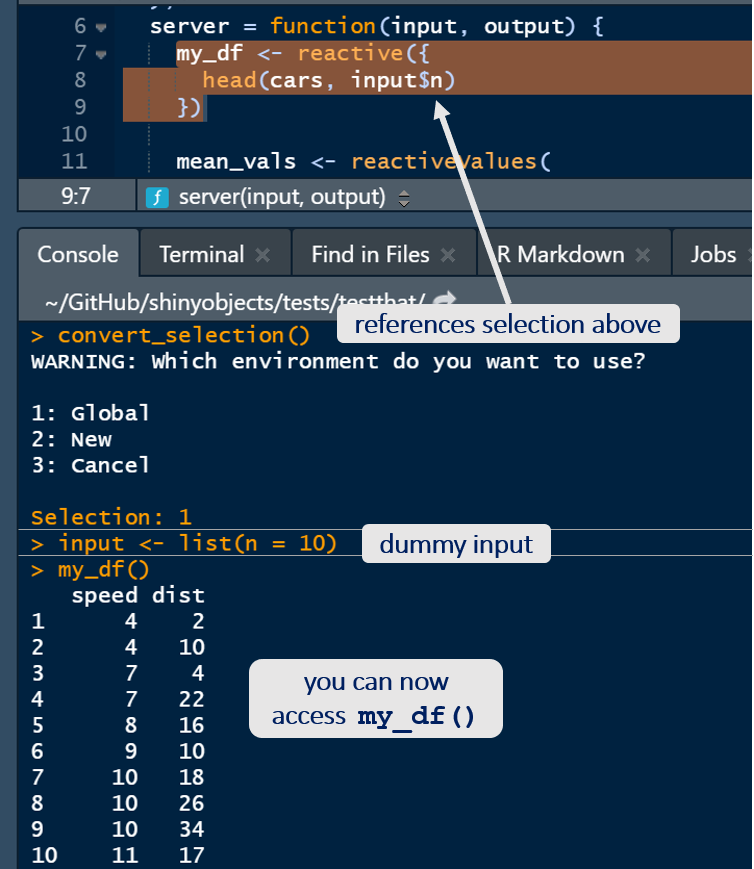 6 server = function(input, output) {
7 my_df <- reactive({
8 head(cars, input$n)
9 })
10
11 mean_vals <- reactiveValues(
9:7 ƒ server(input, output)
Console Terminal Find in Files R Markdown Jobs
~/GitHub/shinyobjects/tests/testthat/
references selection above
> convert_selection()
WARNING: Which environment do you want to use?
1: Global
2: New
3: Cancel
Selection: 1
> input <- list(n = 10)
dummy input
> my_df()
speed dist
1 4 2
2 4 10
3 7 4
4 7 22
5 8 16
6 9 10
7 10 18
8 10 26
9 10 34
10 11 17
you can now
access my_df()